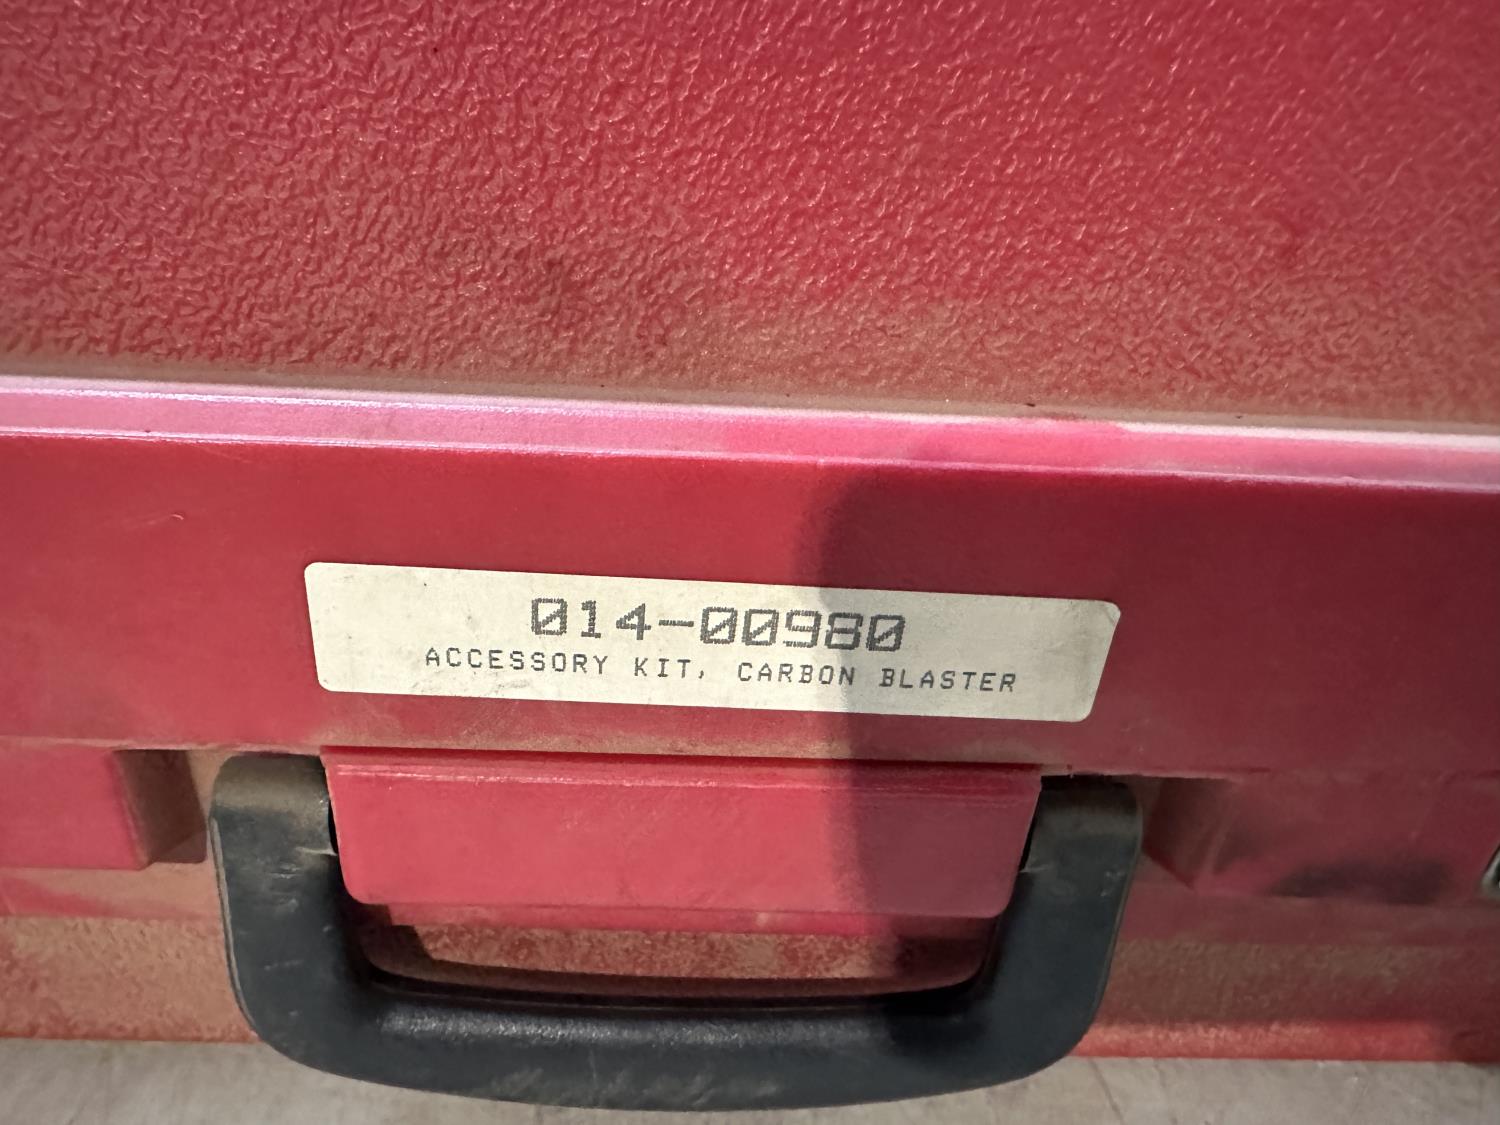 014-00980
ACCESSORY KIT, CARBON BLASTER